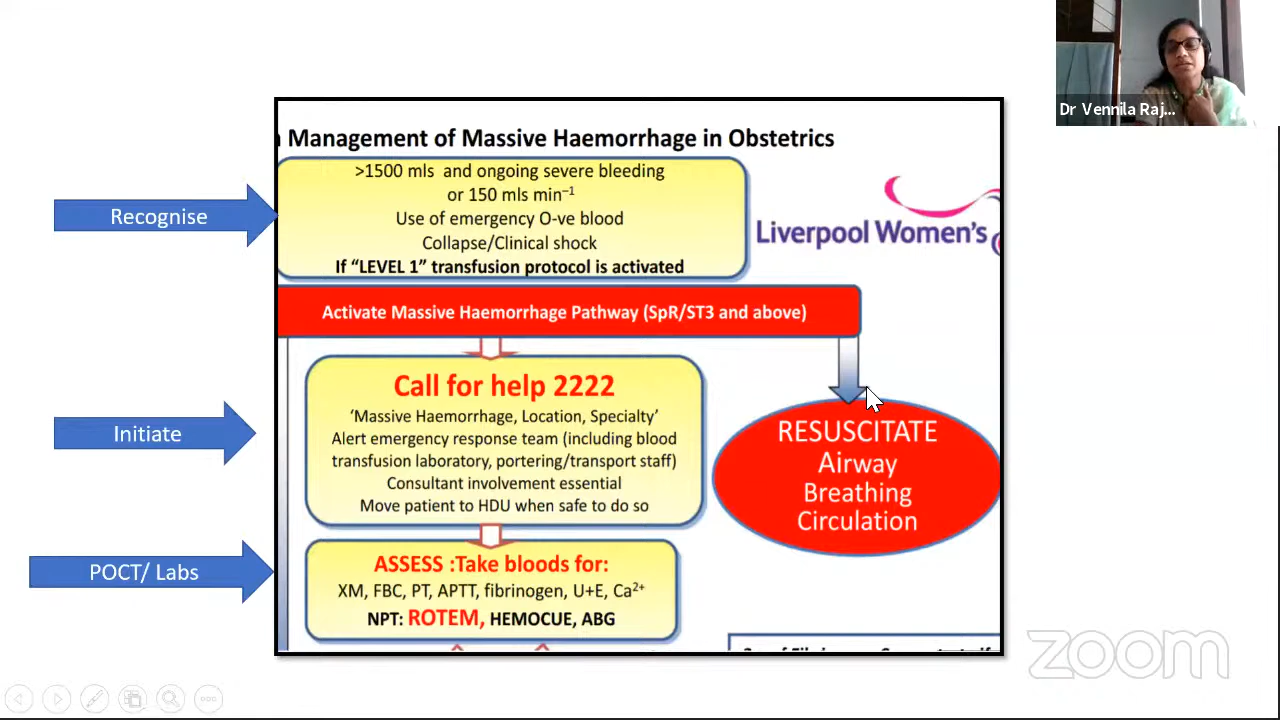 Dr Vennila Raj...
Management of Massive Haemorrhage in Obstetrics
>1500 mls and ongoing severe bleeding
or 150 mls min⁻¹
Use of emergency O-ve blood
Collapse/Clinical shock
If “LEVEL 1” transfusion protocol is activated
Recognise
Liverpool Women's
Activate Massive Haemorrhage Pathway (SpR/ST3 and above)
Call for help 2222
‘Massive Haemorrhage, Location, Specialty’
Alert emergency response team (including blood
transfusion laboratory, portering/transport staff)
Consultant involvement essential
Move patient to HDU when safe to do so
Initiate
RESUSCITATE
Airway
Breathing
Circulation
POCT/ Labs
ASSESS :Take bloods for:
XM, FBC, PT, APTT, fibrinogen, U+E, Ca²⁺
NPT: ROTEM, HEMOCUE, ABG
zoom